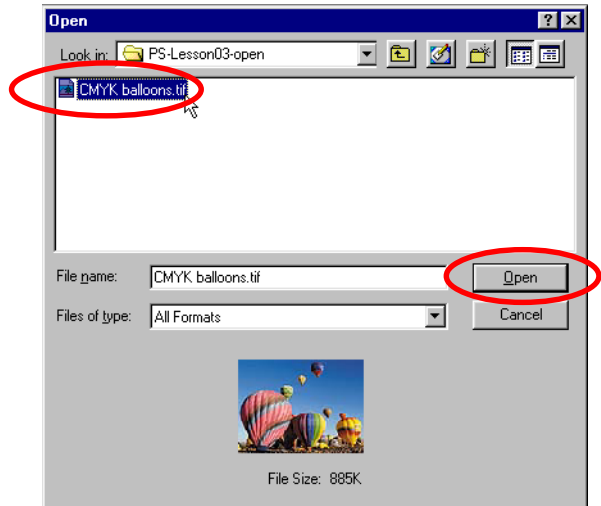 Open
Look in: PS-Lesson03-open
CMYK balloons.tif
File name: CMYK balloons.tif Open
Files of type: All Formats Cancel
File Size: 885K